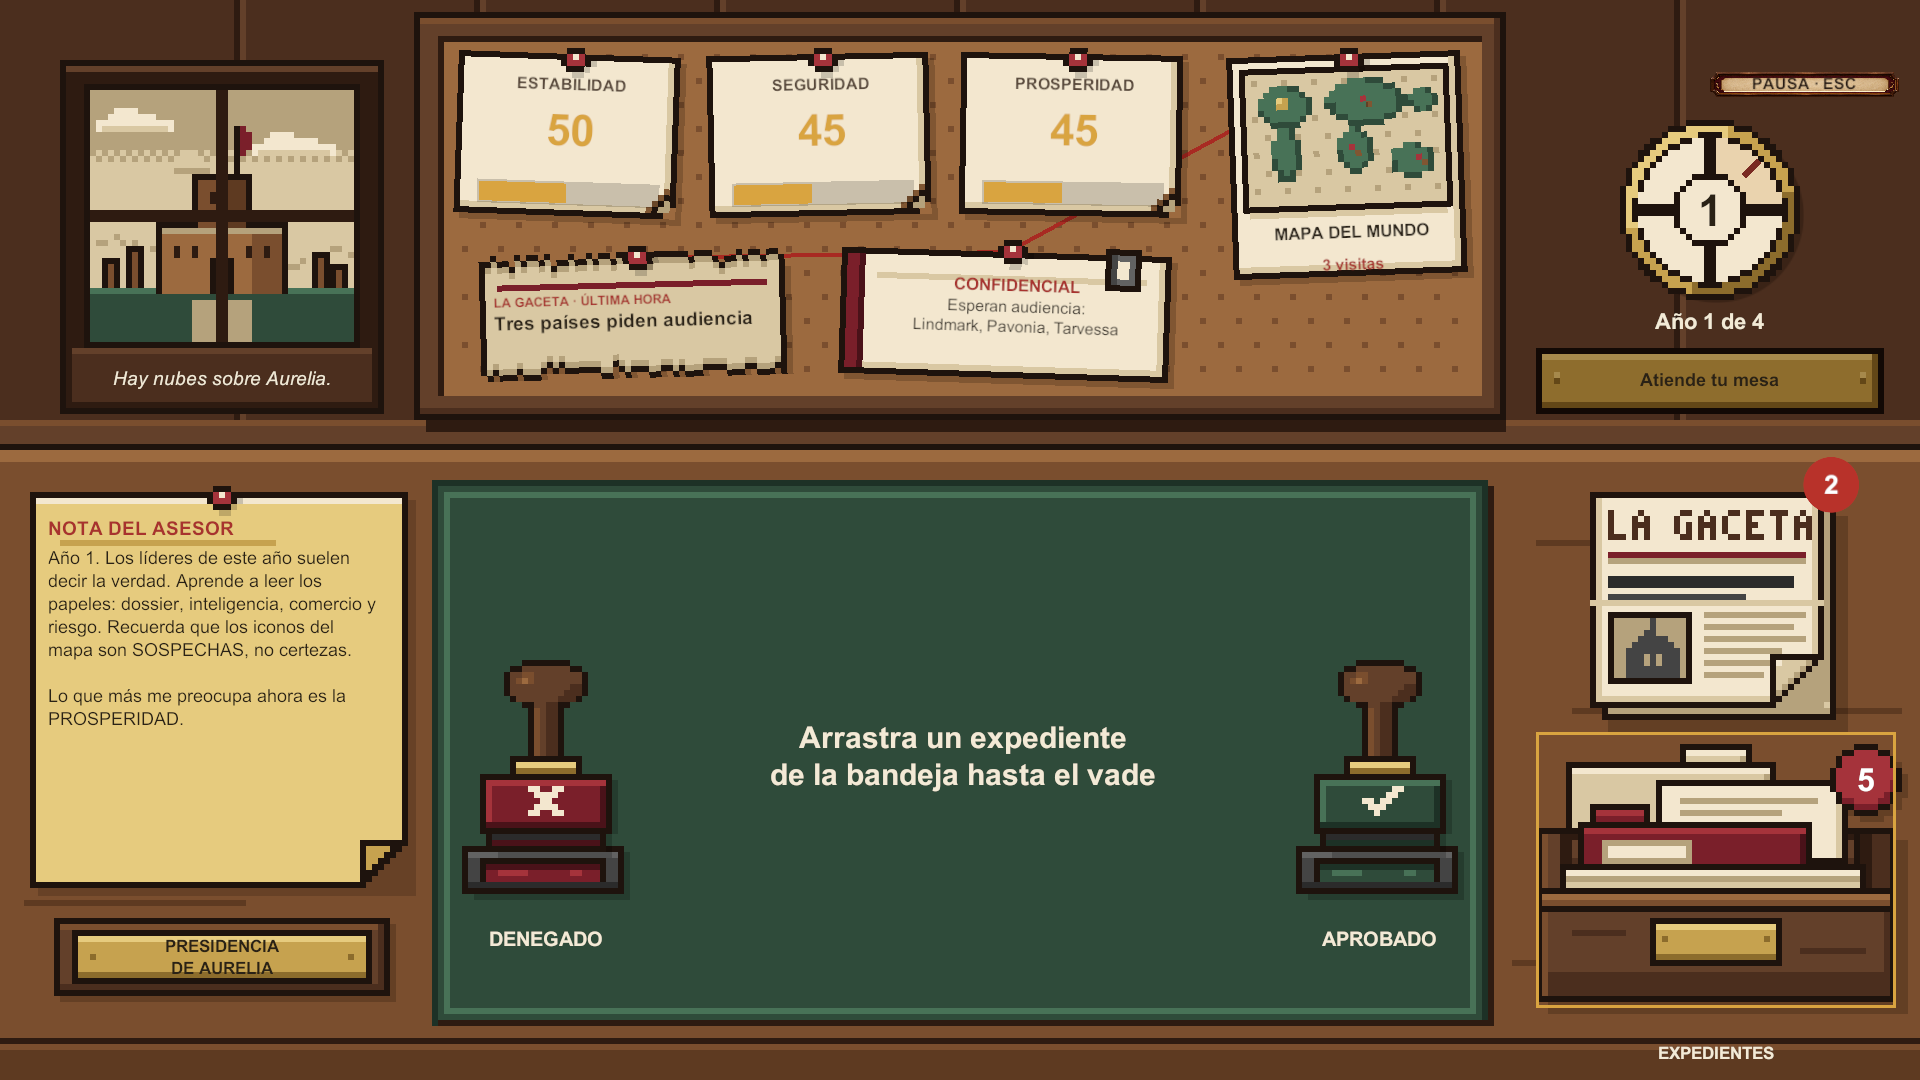 ESTABILIDAD
50
SEGURIDAD
45
PROSPERIDAD
45
MAPA DEL MUNDO
3 visitas
PAUSA · ESC
1
Año 1 de 4
Atiende tu mesa
Hay nubes sobre Aurelia.
LA GACETA · ÚLTIMA HORA
Tres países piden audiencia
CONFIDENCIAL
Esperan audiencia:
Lindmark, Pavonia, Tarvessa
NOTA DEL ASESOR
Año 1. Los líderes de este año suelen
decir la verdad. Aprende a leer los
papeles: dossier, inteligencia, comercio y
riesgo. Recuerda que los iconos del
mapa son SOSPECHAS, no certezas.
Lo que más me preocupa ahora es la
PROSPERIDAD.
PRESIDENCIA
DE AURELIA
Arrastra un expediente
de la bandeja hasta el vade
DENEGADO
APROBADO
2
LA GACETA
5
EXPEDIENTES